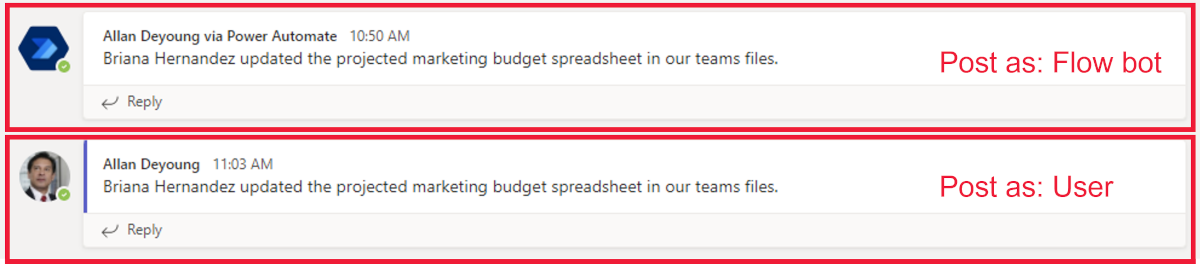 Allan Deyoung via Power Automate 10:50 AM
Briana Hernandez updated the projected marketing budget spreadsheet in our teams files.
Post as: Flow bot
Reply
Allan Deyoung 11:03 AM
Briana Hernandez updated the projected marketing budget spreadsheet in our teams files.
Post as: User
Reply